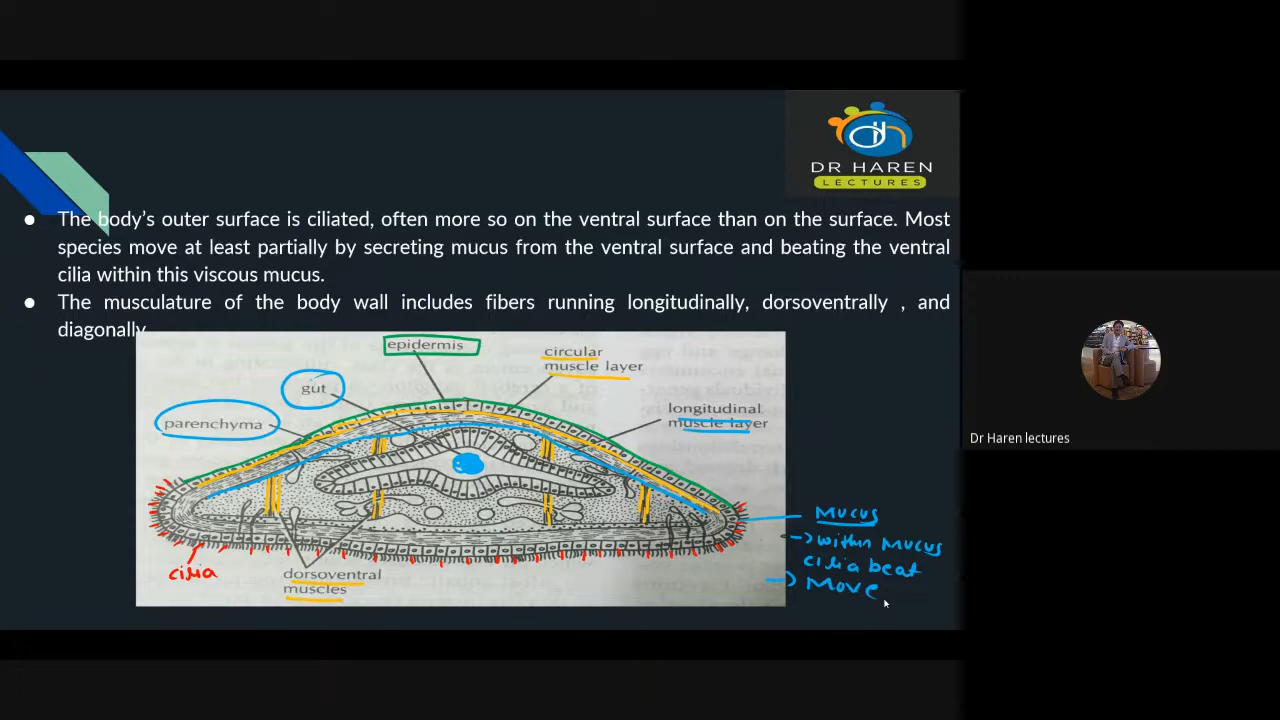 DR HAREN
LECTURES
The body's outer surface is ciliated, often more so on the ventral surface than on the surface. Most
species move at least partially by secreting mucus from the ventral surface and beating the ventral
cilia within this viscous mucus.
The musculature of the body wall includes fibers running longitudinally, dorsoventrally , and
diagonally
epidermis
circular
muscle layer
gut
longitudinal
muscle layer
parenchyma
Dr Haren lectures
Mucus
within Mucus
cilia beat
Move
cilia
dorsoventral
muscles